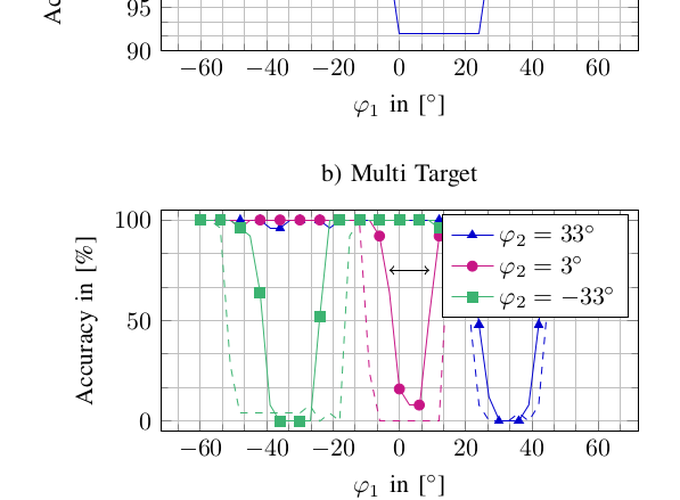 95
90
−60 −40 −20 0 20 40 60
φ₁ in [°]
b) Multi Target
Accuracy in [%]
100
50
0
φ₂ = 33°
φ₂ = 3°
φ₂ = −33°
−60 −40 −20 0 20 40 60
φ₁ in [°]